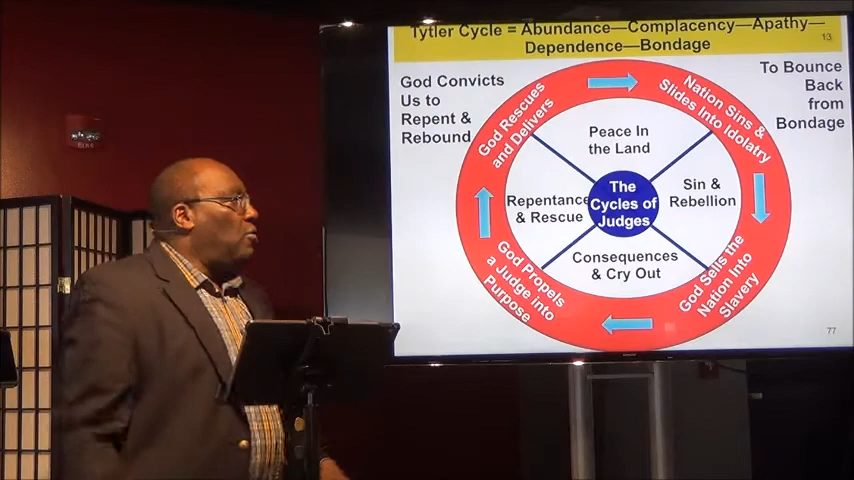 Tytler Cycle = Abundance—Complacency—Apathy—
Dependence—Bondage
13
God Convicts
Us to
Repent &
Rebound
To Bounce
Back
from
Bondage
God Rescues
and Delivers
Nation Sins &
Slides Into Idolatry
Peace In
the Land
Repentance
& Rescue
The
Cycles of
Judges
Sin &
Rebellion
Consequences
& Cry Out
God Propels
a Judge into
Purpose
God Sells the
Nation Into
Slavery
77
FIRE